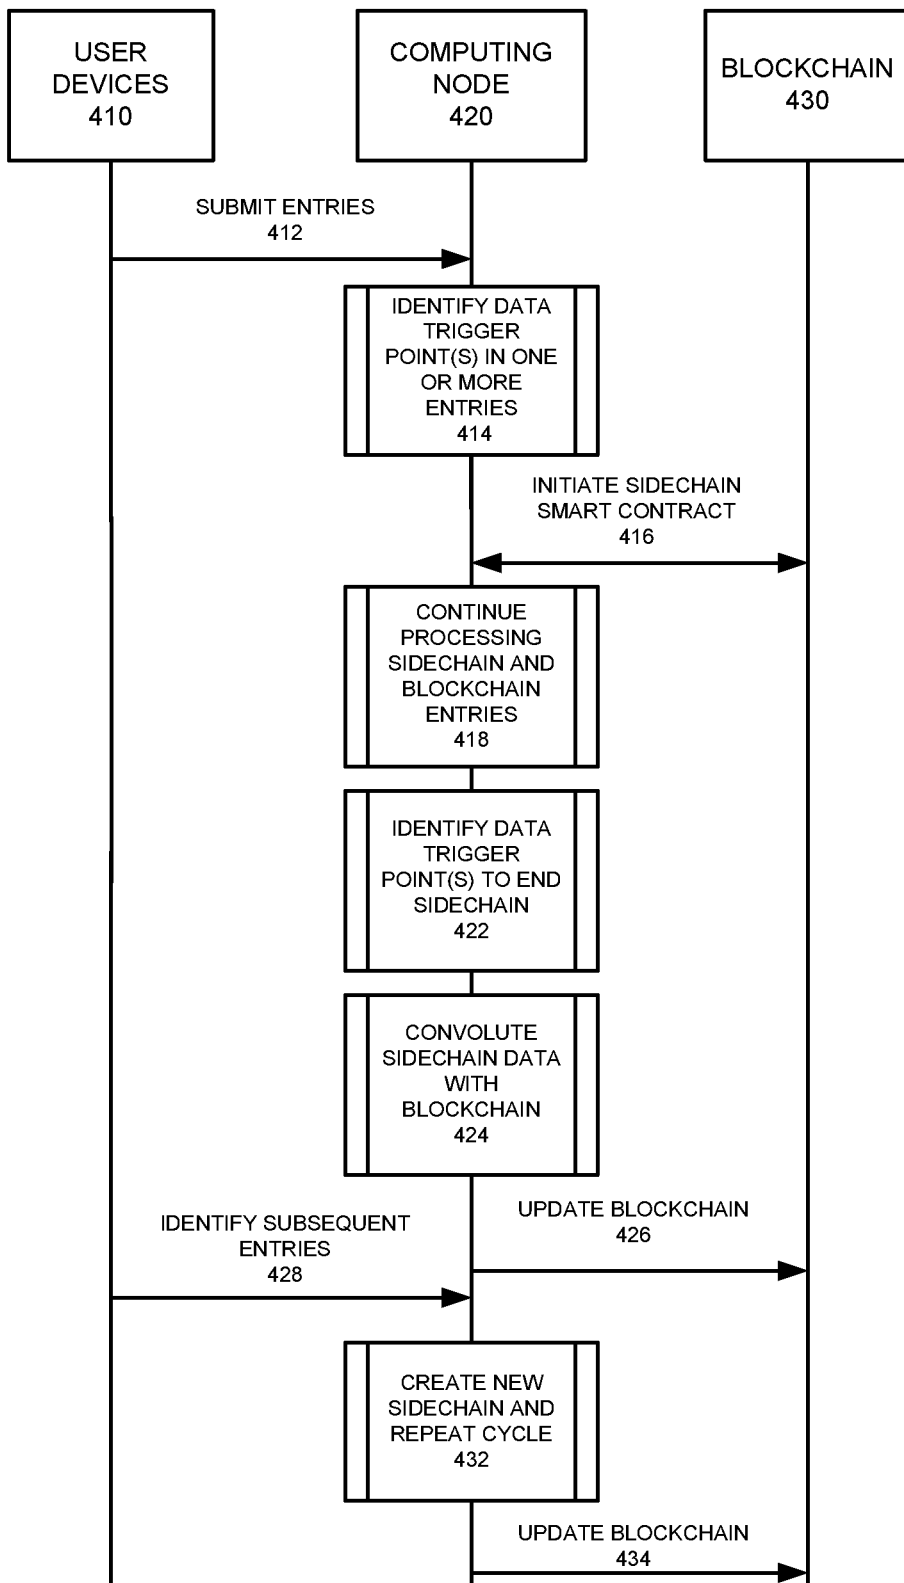 USER
DEVICES
410
COMPUTING
NODE
420
BLOCKCHAIN
430
SUBMIT ENTRIES
412
IDENTIFY DATA
TRIGGER
POINT(S) IN ONE
OR MORE
ENTRIES
414
INITIATE SIDECHAIN
SMART CONTRACT
416
CONTINUE
PROCESSING
SIDECHAIN AND
BLOCKCHAIN
ENTRIES
418
IDENTIFY DATA
TRIGGER
POINT(S) TO END
SIDECHAIN
422
CONVOLUTE
SIDECHAIN DATA
WITH
BLOCKCHAIN
424
UPDATE BLOCKCHAIN
426
IDENTIFY SUBSEQUENT
ENTRIES
428
CREATE NEW
SIDECHAIN AND
REPEAT CYCLE
432
UPDATE BLOCKCHAIN
434